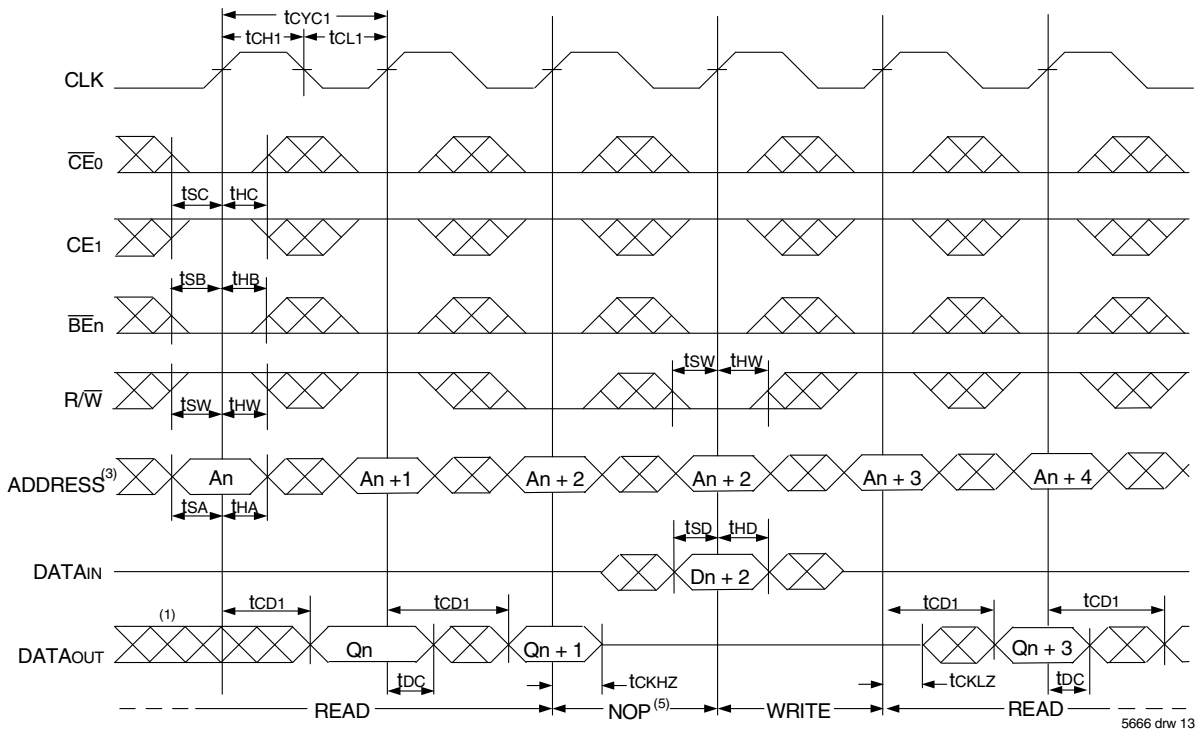 tCYC1
tCH1 tCL1
CLK
CE0
tSC tHC
CE1
tSB tHB
BEn
tSW tHW
R/W
tSW tHW
ADDRESS(3) An An +1 An + 2 An + 2 An + 3 An + 4
tSA tHA
tSD tHD
DATAIN Dn + 2
(1) tCD1 tCD1 tCD1 tCD1
DATAOUT Qn Qn + 1 Qn + 3
tDC tCKHZ tCKLZ tDC
READ NOP(5) WRITE READ
5666 drw 13